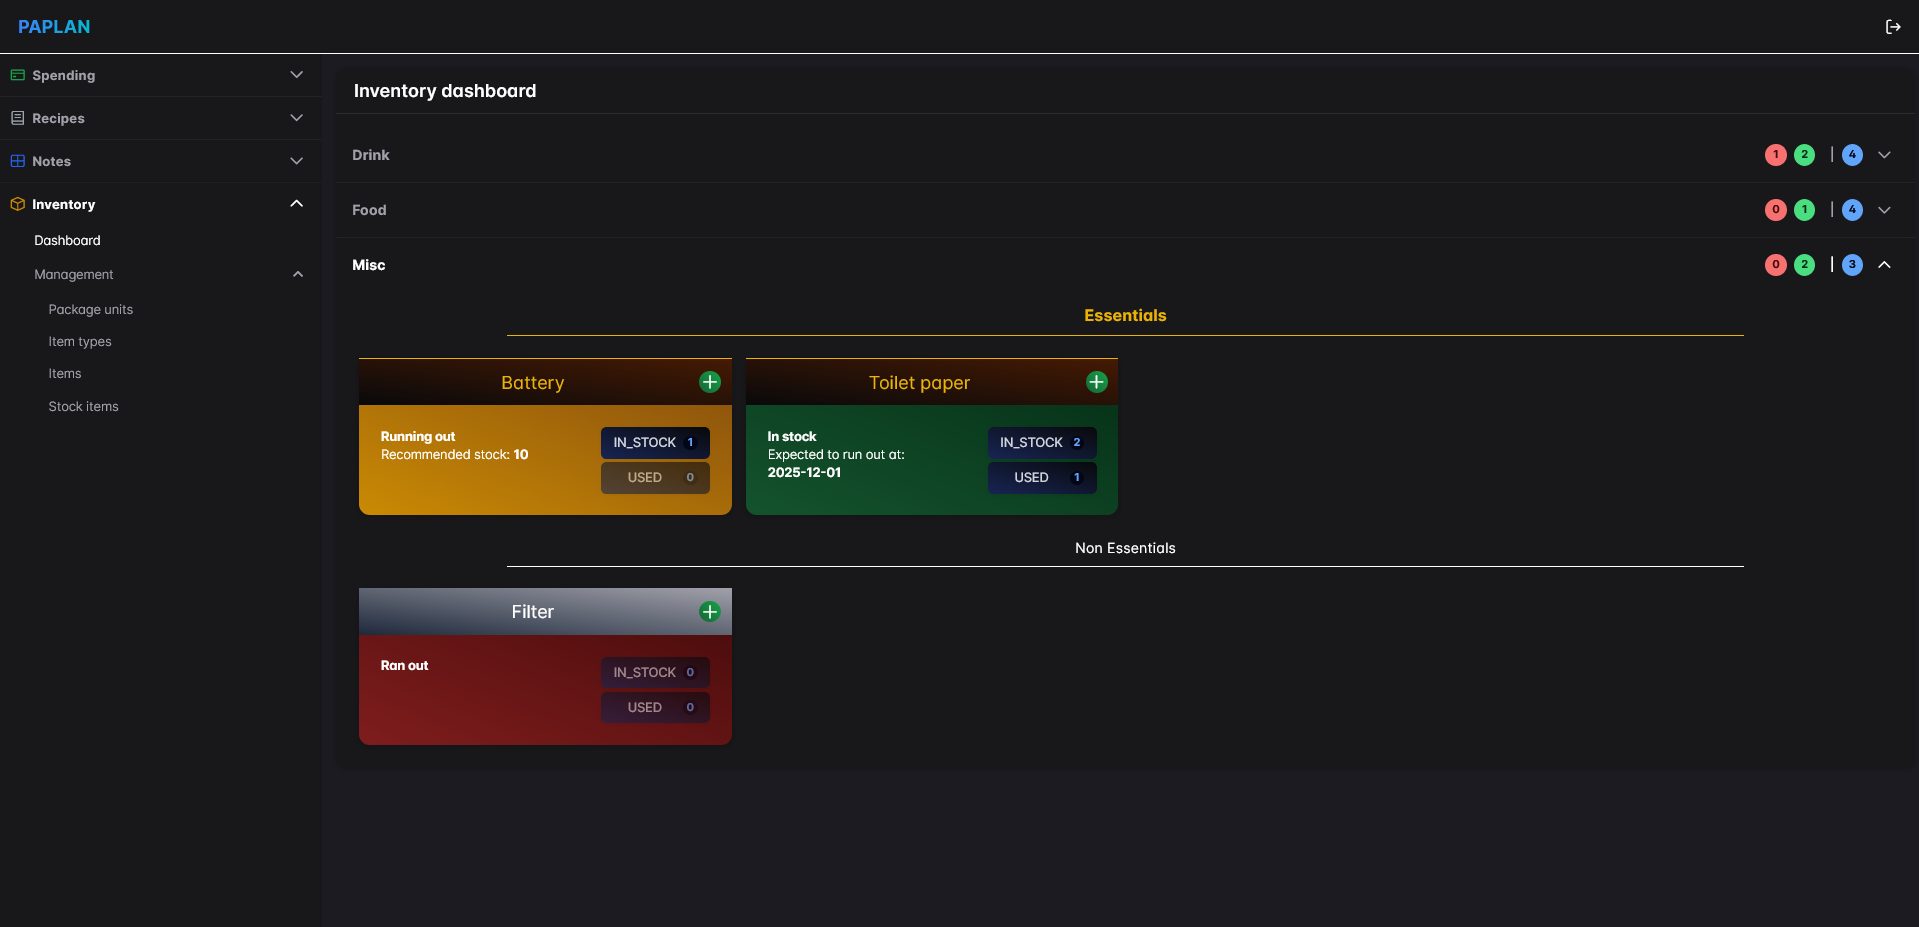 PAPLAN
Spending
Recipes
Notes
Inventory
Dashboard
Management
Package units
Item types
Items
Stock items
Inventory dashboard
Drink 1 2 | 4
Food 0 1 | 4
Misc 0 2 | 3
Essentials
Battery
Running out
Recommended stock: 10
IN_STOCK 1
USED 0
Toilet paper
In stock
Expected to run out at:
2025-12-01
IN_STOCK 2
USED 1
Non Essentials
Filter
Ran out
IN_STOCK 0
USED 0